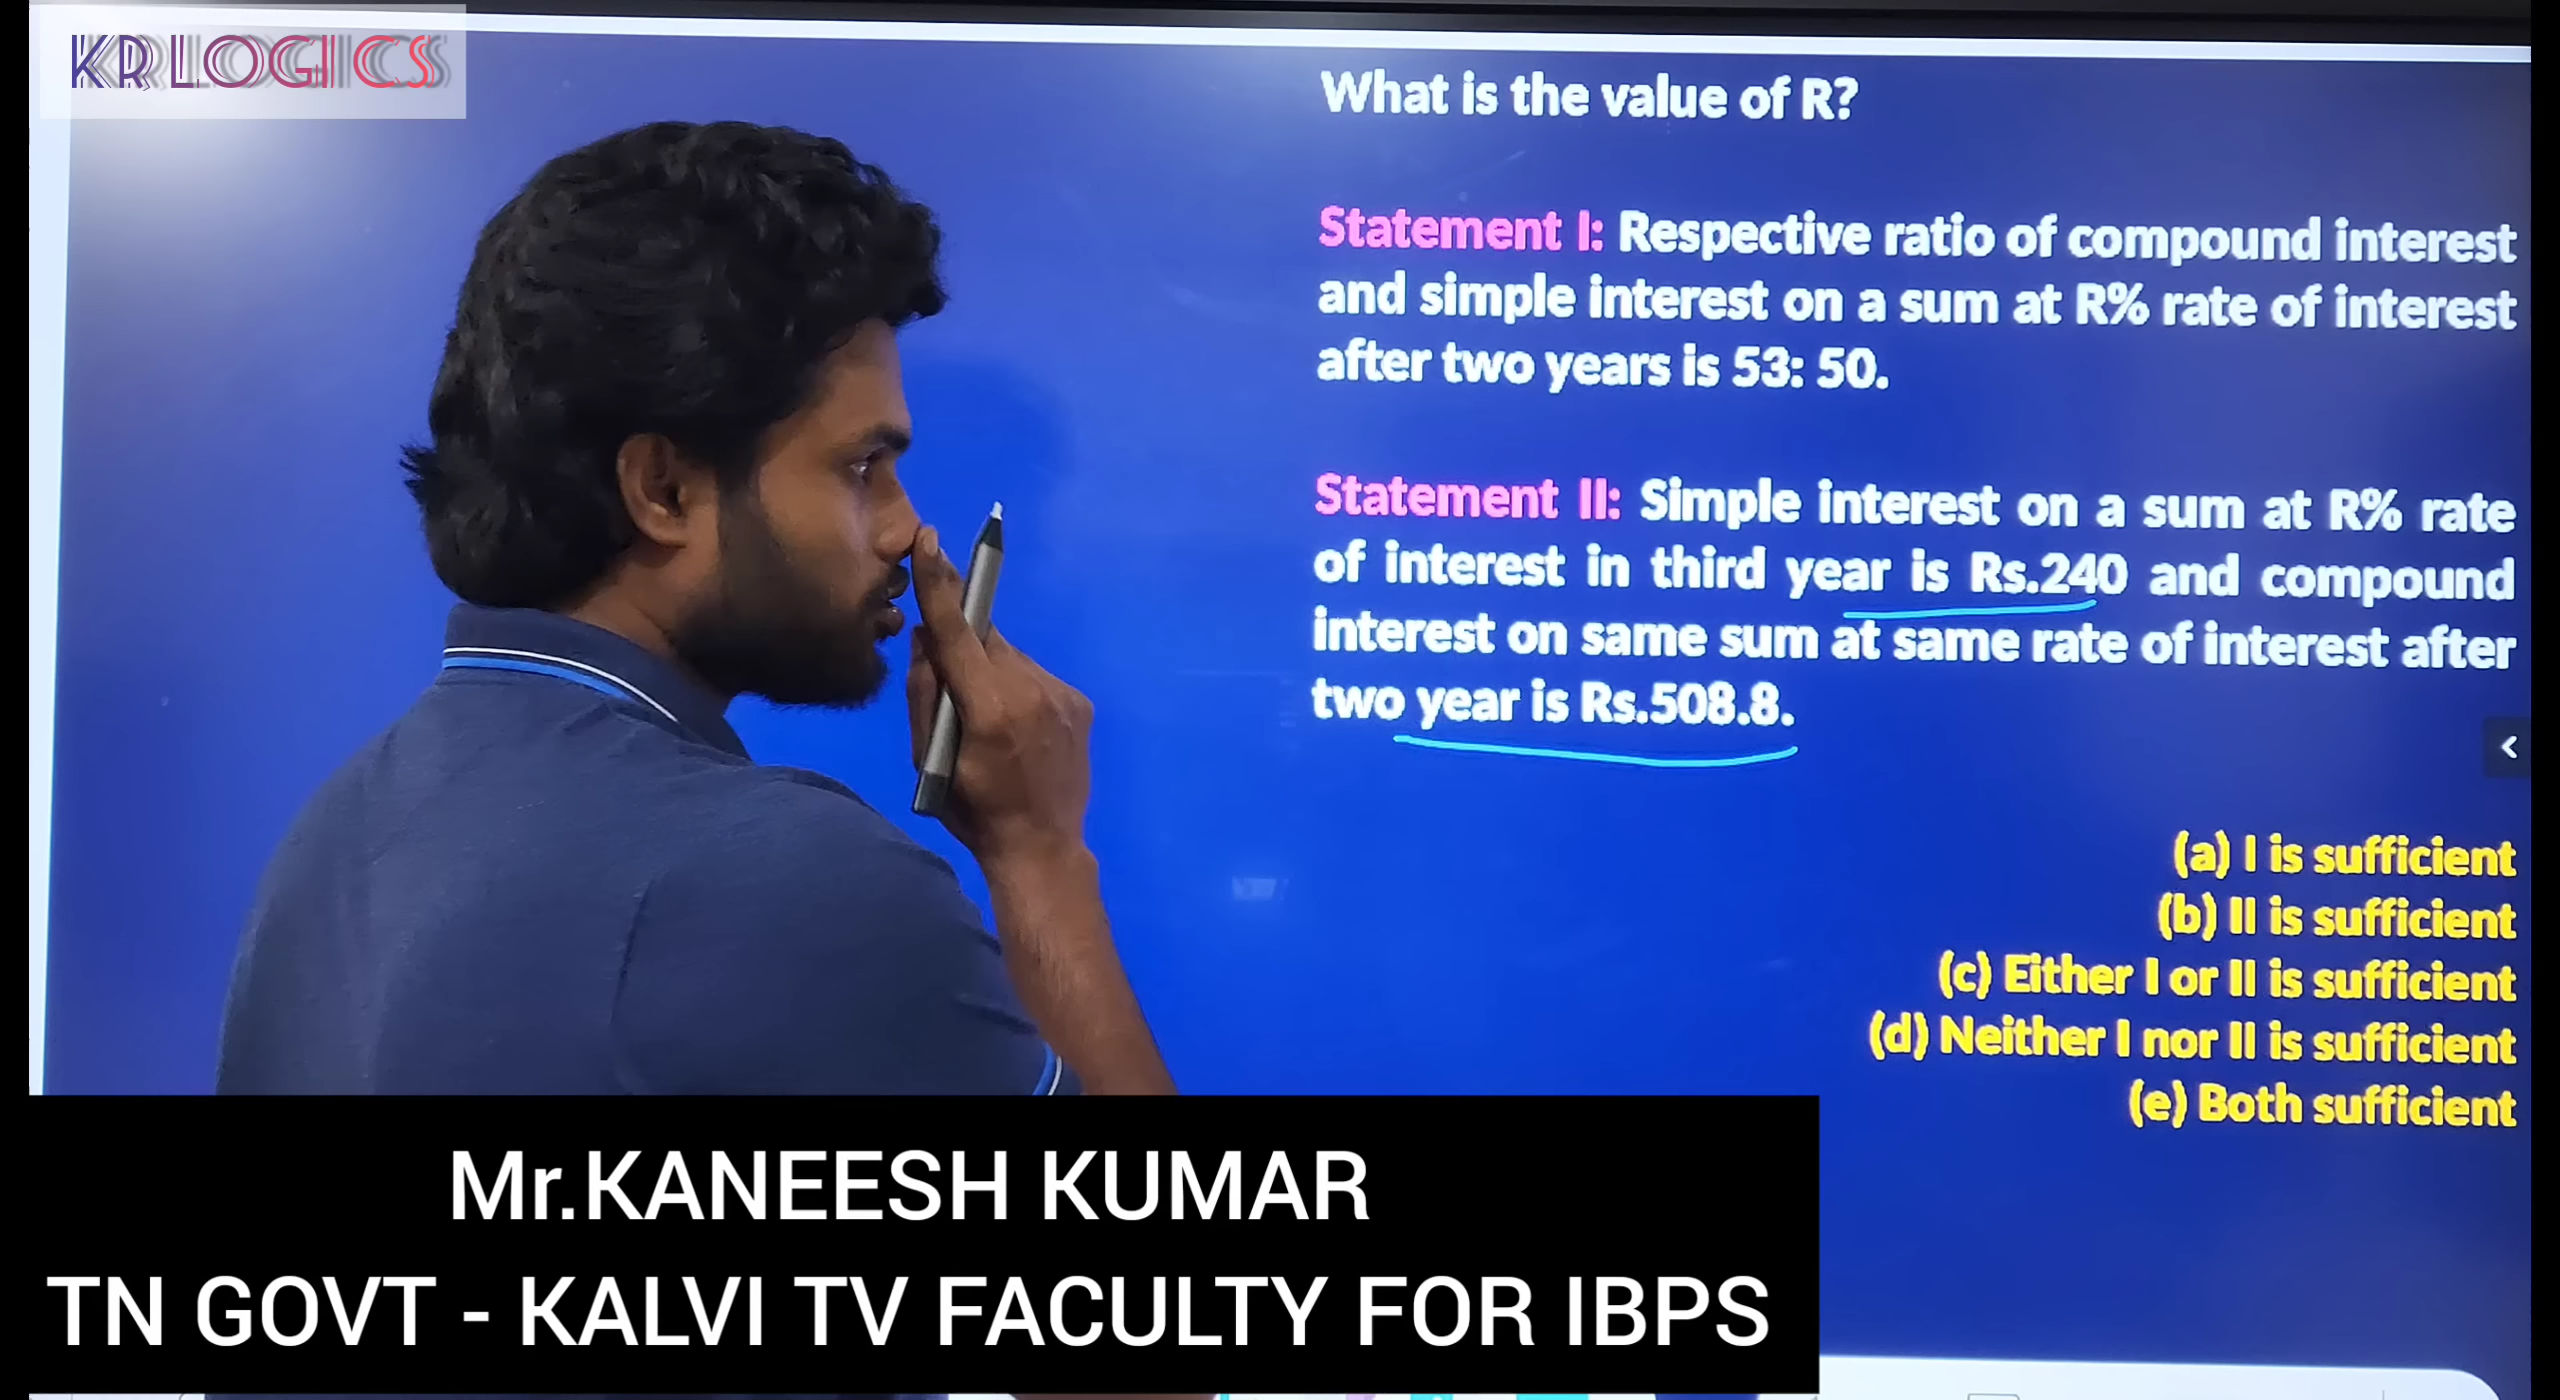 KR LOGICS
What is the value of R?
Statement I: Respective ratio of compound interest
and simple interest on a sum at R% rate of interest
after two years is 53: 50.
Statement II: Simple interest on a sum at R% rate
of interest in third year is Rs.240 and compound
interest on same sum at same rate of interest after
two year is Rs.508.8.
(a) I is sufficient
(b) II is sufficient
(c) Either I or II is sufficient
(d) Neither I nor II is sufficient
(e) Both sufficient
Mr.KANEESH KUMAR
TN GOVT - KALVI TV FACULTY FOR IBPS